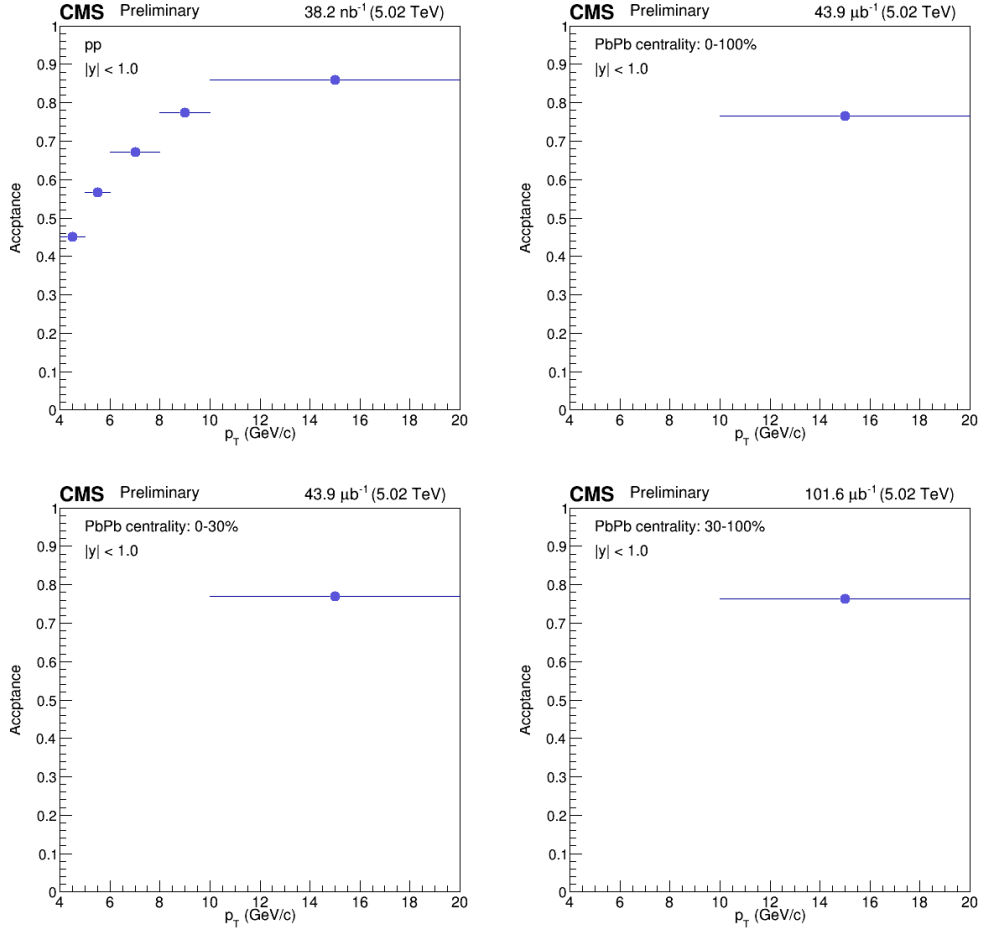 CMS Preliminary 38.2 nb⁻¹ (5.02 TeV)
pp
|y| < 1.0
Accptance
1
0.9
0.8
0.7
0.6
0.5
0.4
0.3
0.2
0.1
0
4 6 8 10 12 14 16 18 20
p_T (GeV/c)
CMS Preliminary 43.9 μb⁻¹ (5.02 TeV)
PbPb centrality: 0-100%
|y| < 1.0
Accptance
1
0.9
0.8
0.7
0.6
0.5
0.4
0.3
0.2
0.1
0
4 6 8 10 12 14 16 18 20
p_T (GeV/c)
CMS Preliminary 43.9 μb⁻¹ (5.02 TeV)
PbPb centrality: 0-30%
|y| < 1.0
Accptance
1
0.9
0.8
0.7
0.6
0.5
0.4
0.3
0.2
0.1
0
4 6 8 10 12 14 16 18 20
p_T (GeV/c)
CMS Preliminary 101.6 μb⁻¹ (5.02 TeV)
PbPb centrality: 30-100%
|y| < 1.0
Accptance
1
0.9
0.8
0.7
0.6
0.5
0.4
0.3
0.2
0.1
0
4 6 8 10 12 14 16 18 20
p_T (GeV/c)